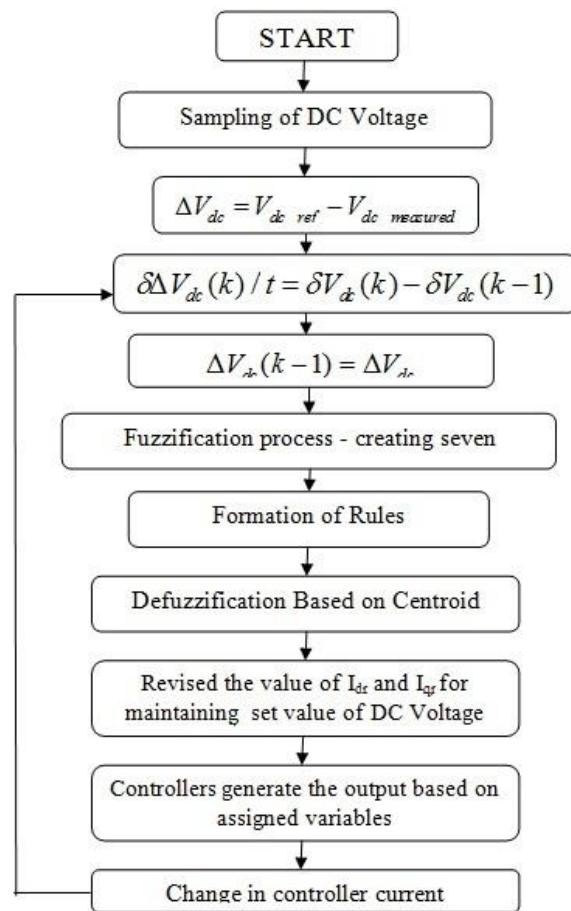 START
Sampling of DC Voltage
ΔV_dc = V_dc ref − V_dc measured
δΔV_dc(k) / t = δV_dc(k) − δV_dc(k−1)
ΔV_dc(k−1) = ΔV_dc
Fuzzification process - creating seven
Formation of Rules
Defuzzification Based on Centroid
Revised the value of I_dr and I_qr for
maintaining set value of DC Voltage
Controllers generate the output based on
assigned variables
Change in controller current